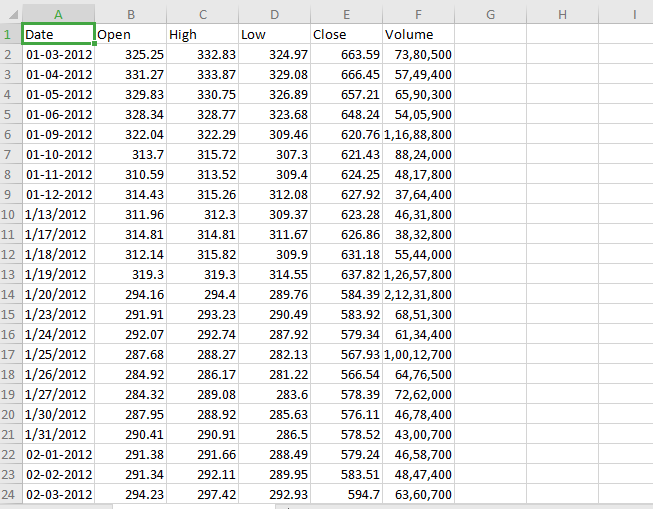 A B C D E F G H I
1 Date Open High Low Close Volume
2 01-03-2012 325.25 332.83 324.97 663.59 73,80,500
3 01-04-2012 331.27 333.87 329.08 666.45 57,49,400
4 01-05-2012 329.83 330.75 326.89 657.21 65,90,300
5 01-06-2012 328.34 328.77 323.68 648.24 54,05,900
6 01-09-2012 322.04 322.29 309.46 620.76 1,16,88,800
7 01-10-2012 313.7 315.72 307.3 621.43 88,24,000
8 01-11-2012 310.59 313.52 309.4 624.25 48,17,800
9 01-12-2012 314.43 315.26 312.08 627.92 37,64,400
10 1/13/2012 311.96 312.3 309.37 623.28 46,31,800
11 1/17/2012 314.81 314.81 311.67 626.86 38,32,800
12 1/18/2012 312.14 315.82 309.9 631.18 55,44,000
13 1/19/2012 319.3 319.3 314.55 637.82 1,26,57,800
14 1/20/2012 294.16 294.4 289.76 584.39 2,12,31,800
15 1/23/2012 291.91 293.23 290.49 583.92 68,51,300
16 1/24/2012 292.07 292.74 287.92 579.34 61,34,400
17 1/25/2012 287.68 288.27 282.13 567.93 1,00,12,700
18 1/26/2012 284.92 286.17 281.22 566.54 64,76,500
19 1/27/2012 284.32 289.08 283.6 578.39 72,62,000
20 1/30/2012 287.95 288.92 285.63 576.11 46,78,400
21 1/31/2012 290.41 290.91 286.5 578.52 43,00,700
22 02-01-2012 291.38 291.66 288.49 579.24 46,58,700
23 02-02-2012 291.34 292.11 289.95 583.51 48,47,400
24 02-03-2012 294.23 297.42 292.93 594.7 63,60,700